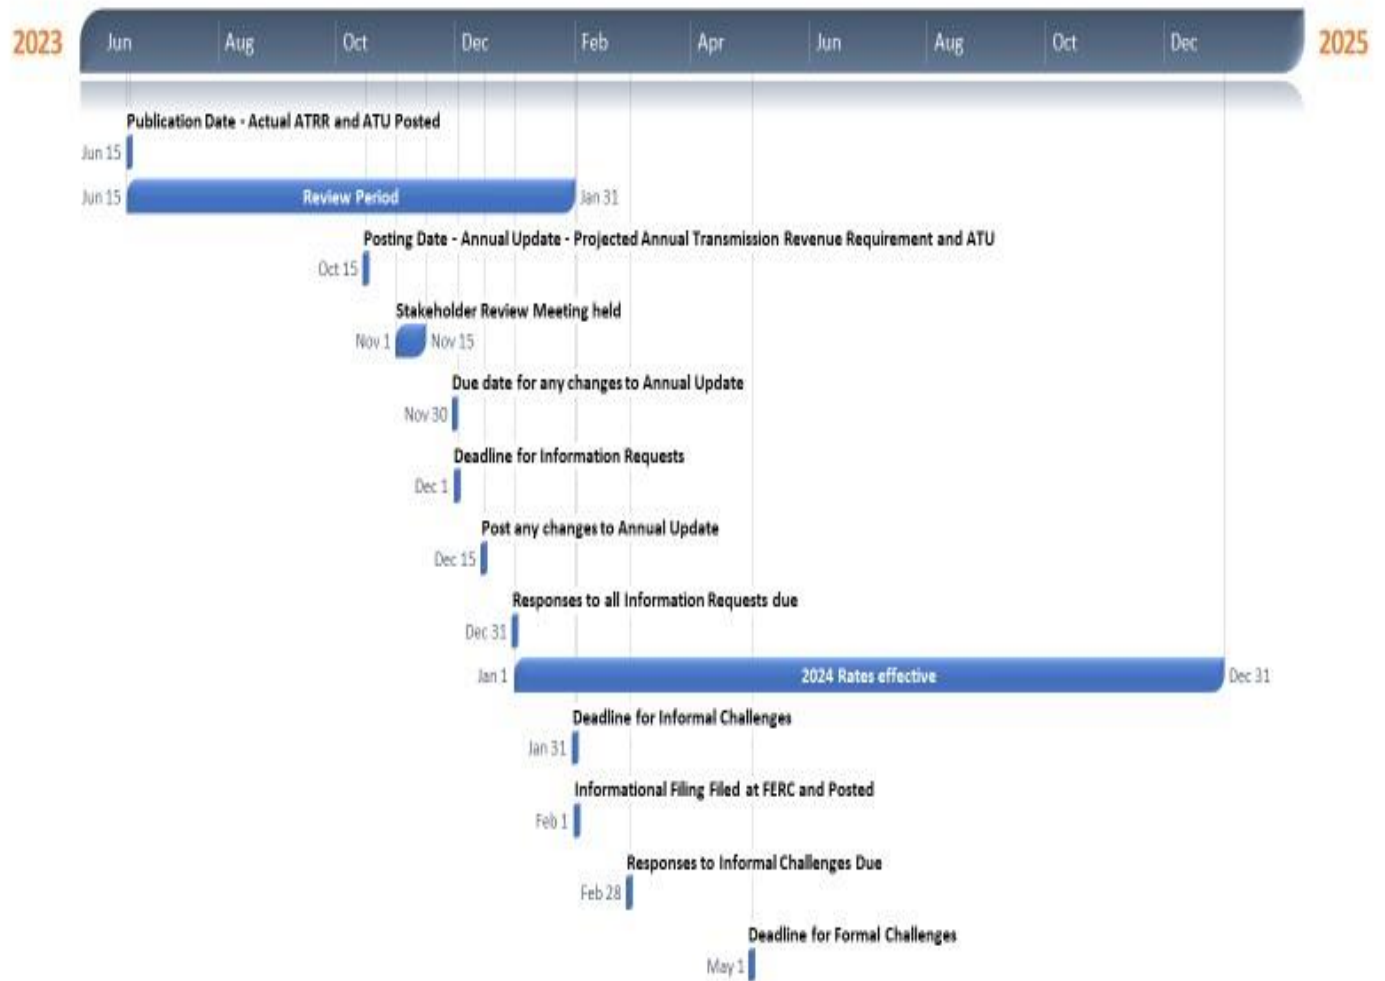 2023 Jun Aug Oct Dec Feb Apr Jun Aug Oct Dec 2025
Publication Date - Actual ATRR and ATU Posted
Jun 15
Jun 15 Review Period Jan 31
Posting Date - Annual Update - Projected Annual Transmission Revenue Requirement and ATU
Oct 15
Stakeholder Review Meeting held
Nov 1 Nov 15
Due date for any changes to Annual Update
Nov 30
Deadline for Information Requests
Dec 1
Post any changes to Annual Update
Dec 15
Responses to all Information Requests due
Dec 31
Jan 1 2024 Rates effective Dec 31
Deadline for Informal Challenges
Jan 31
Informational Filing Filed at FERC and Posted
Feb 1
Responses to Informal Challenges Due
Feb 28
Deadline for Formal Challenges
May 1